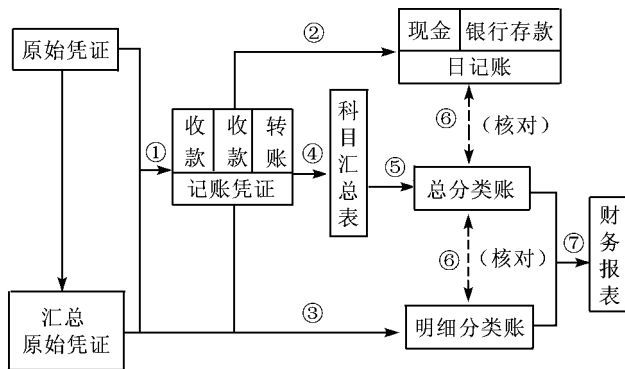 原始凭证
汇总
原始凭证
①
收款
收款
转账
记账凭证
②
现金
银行存款
日记账
③
④
科目汇总表
⑤
⑥
(核对)
总分类账
⑥
(核对)
明细分类账
⑦
财务报表